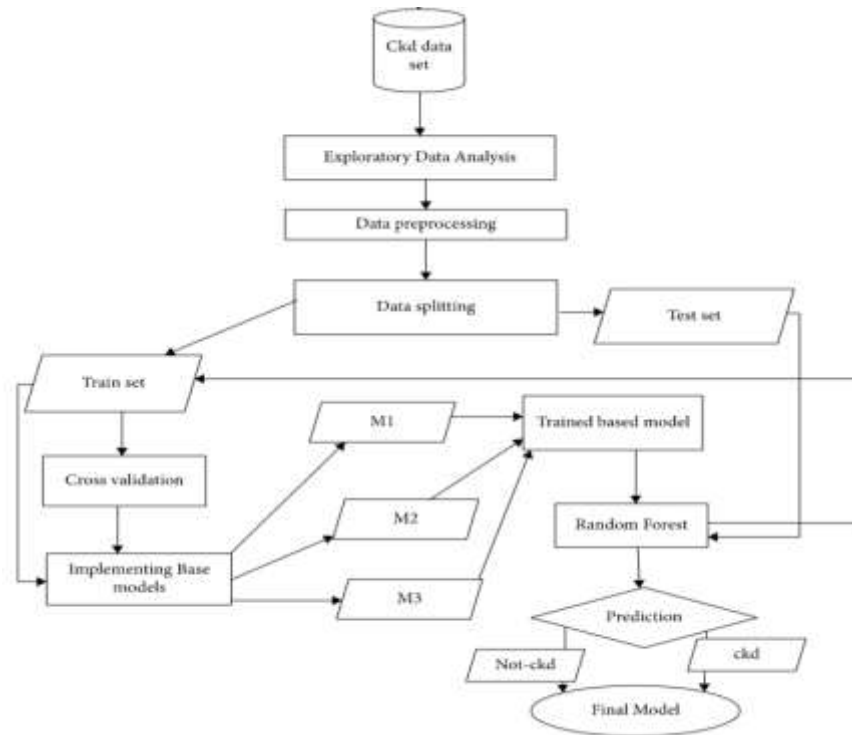 Ckd data
set
Exploratory Data Analysis
Data preprocessing
Data splitting
Test set
Train set
M1
Trained based model
Cross validation
M2
Random Forest
Implementing Base
models
M3
Prediction
Not-ckd
ckd
Final Model